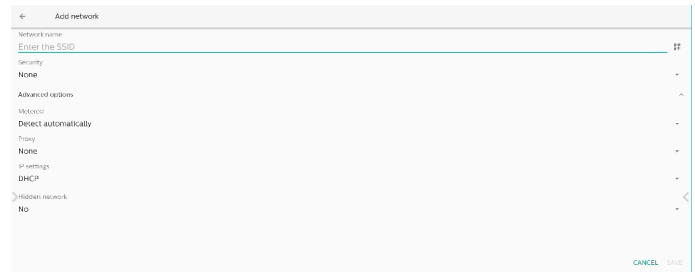 Add network
Network name
Enter the SSID
Security
None
Advanced options
Metered
Detect automatically
Proxy
None
IP settings
DHCP
Hidden network
No
CANCEL SAVE